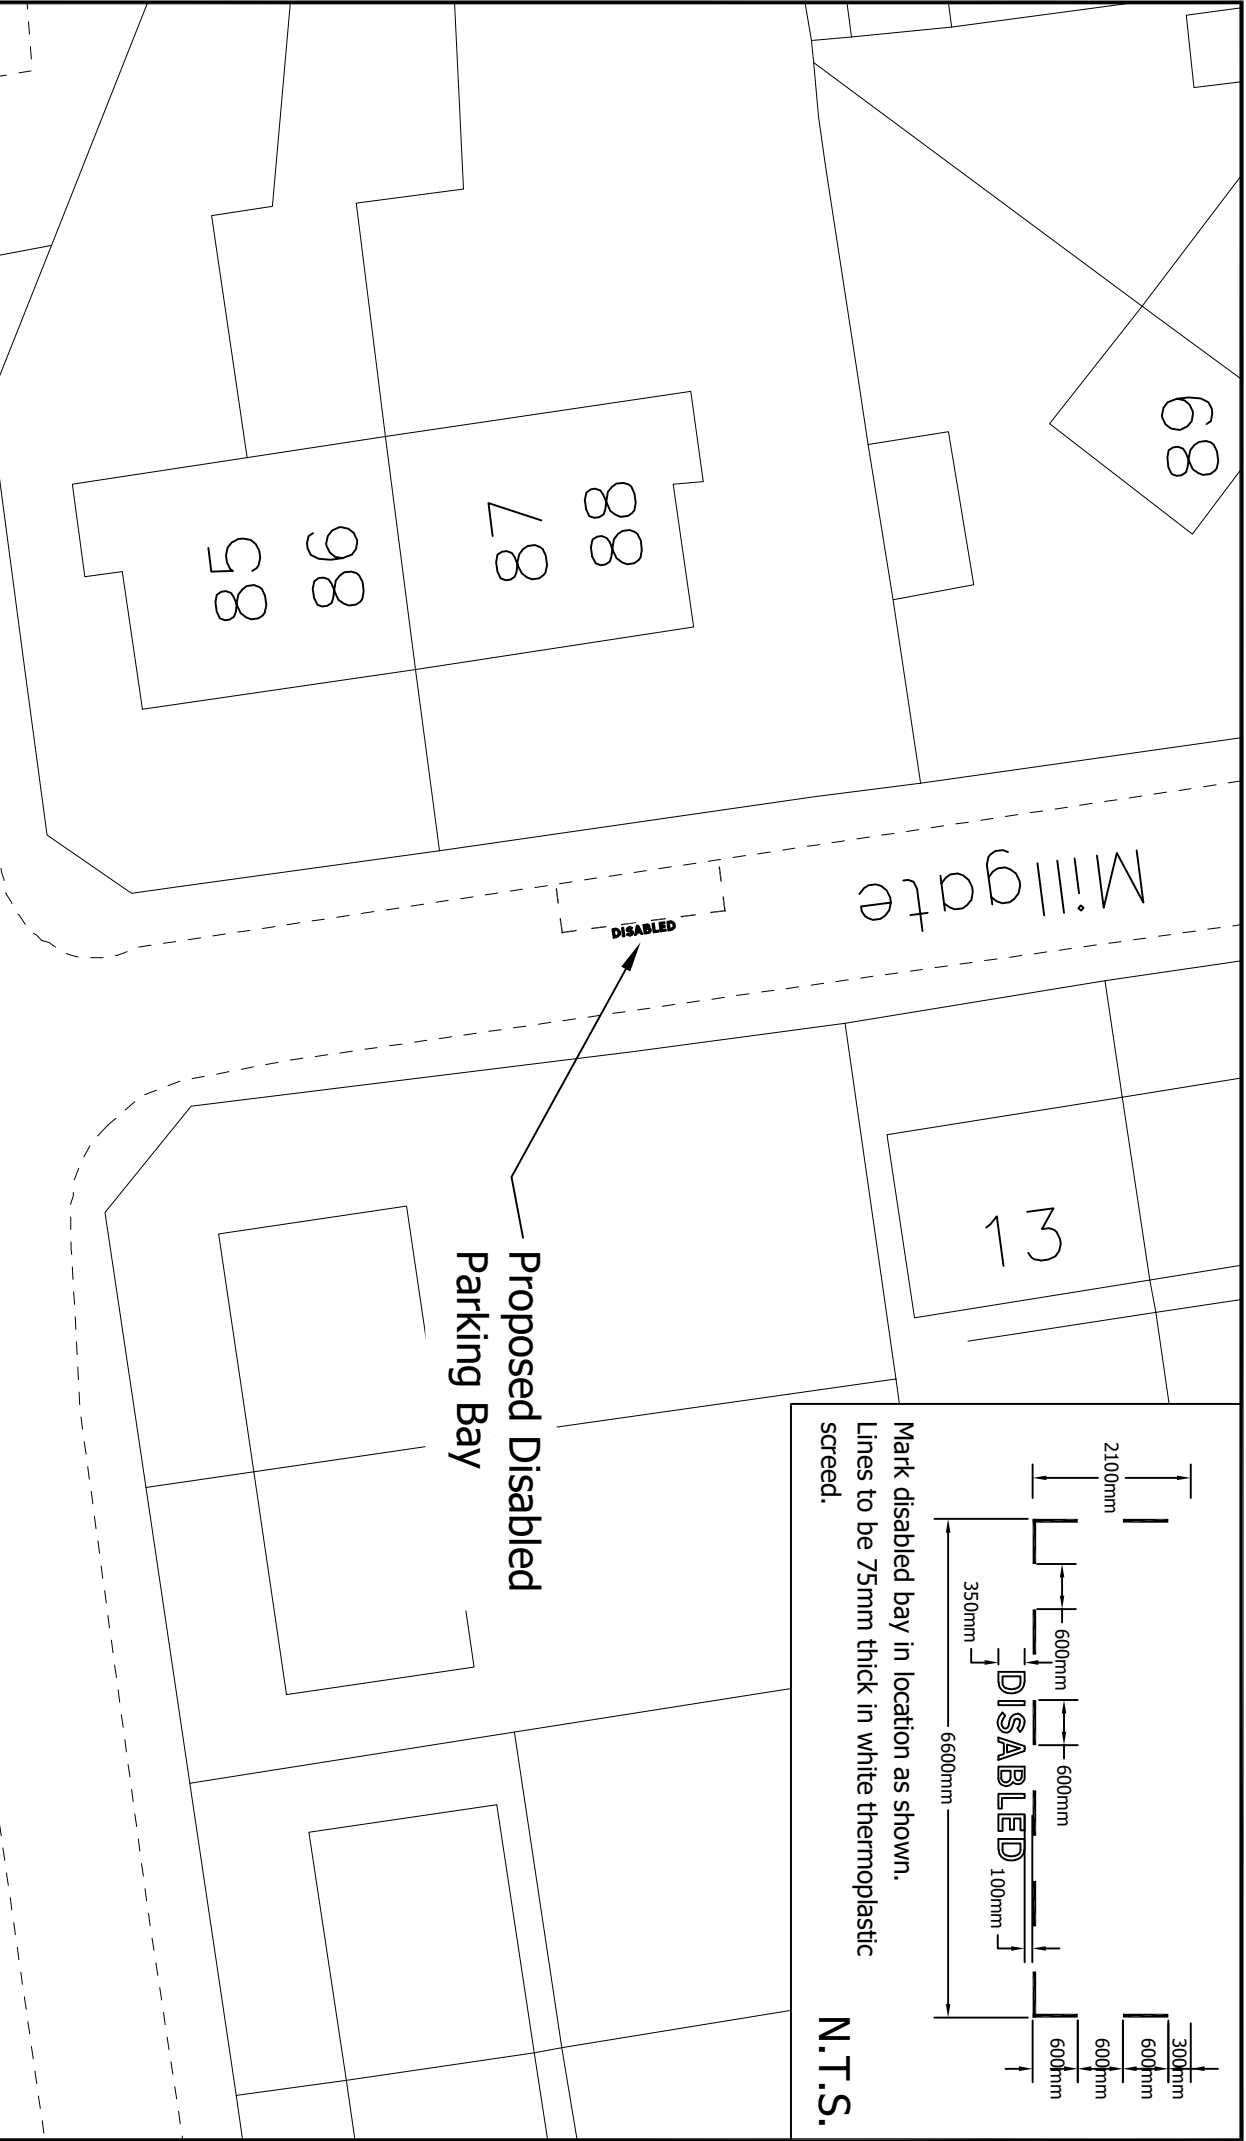 89
88
87
86
85
13
Millgate
DISABLED
Proposed Disabled
Parking Bay
2100mm
600mm
600mm
350mm
DISABLED
100mm
6600mm
300mm
600mm
600mm
600mm
Mark disabled bay in location as shown.
Lines to be 75mm thick in white thermoplastic
screed.
N.T.S.